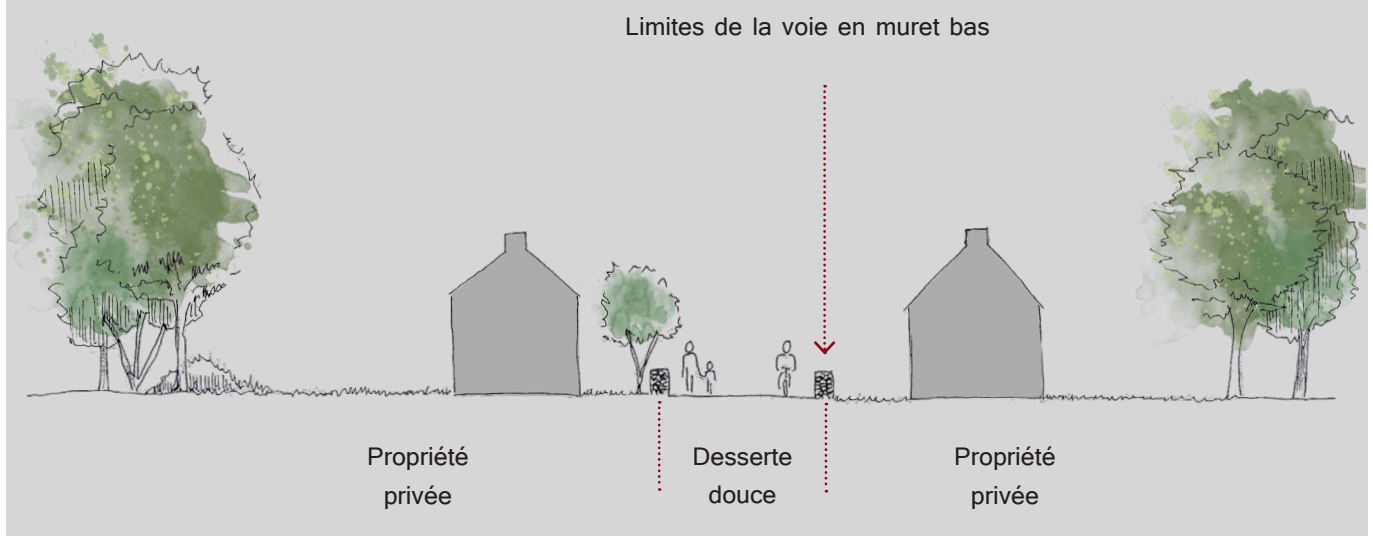 Limites de la voie en muret bas
Propriété
privée
Desserte
douce
Propriété
privée